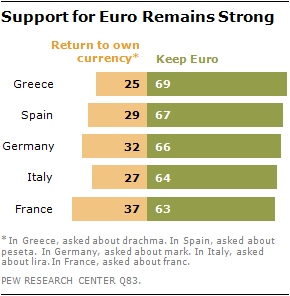 Support for Euro Remains Strong
Return to own Keep Euro
currency*
Greece 25 69
Spain 29 67
Germany 32 66
Italy 27 64
France 37 63
* In Greece, asked about drachma. In Spain, asked about
peseta. In Germany, asked about mark. In Italy, asked
about lira.In France, asked about franc.
PEW RESEARCH CENTER Q83.